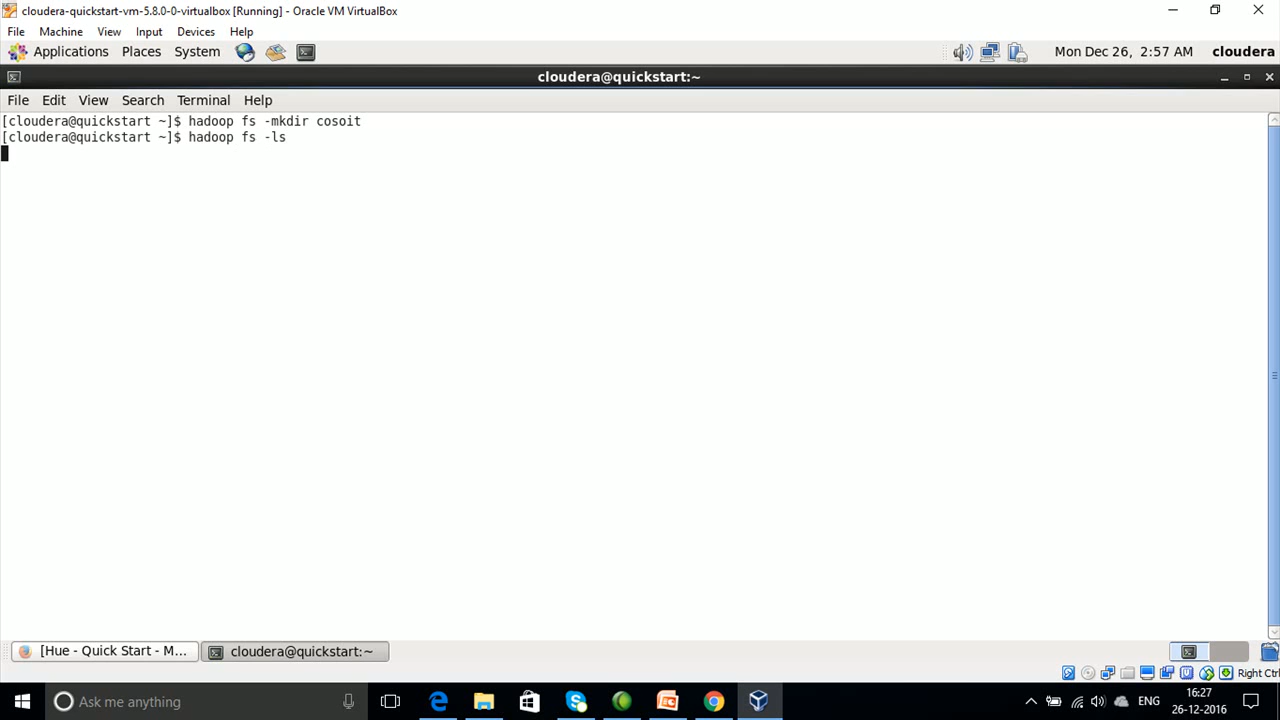 cloudera-quickstart-vm-5.8.0-0-virtualbox [Running] - Oracle VM VirtualBox
File Machine View Input Devices Help
Applications Places System Mon Dec 26, 2:57 AM cloudera
cloudera@quickstart:~
File Edit View Search Terminal Help
[cloudera@quickstart ~]$ hadoop fs -mkdir cosoit
[cloudera@quickstart ~]$ hadoop fs -ls
[Hue - Quick Start - M... cloudera@quickstart:~
Right Ctrl
Ask me anything ENG 16:27
26-12-2016